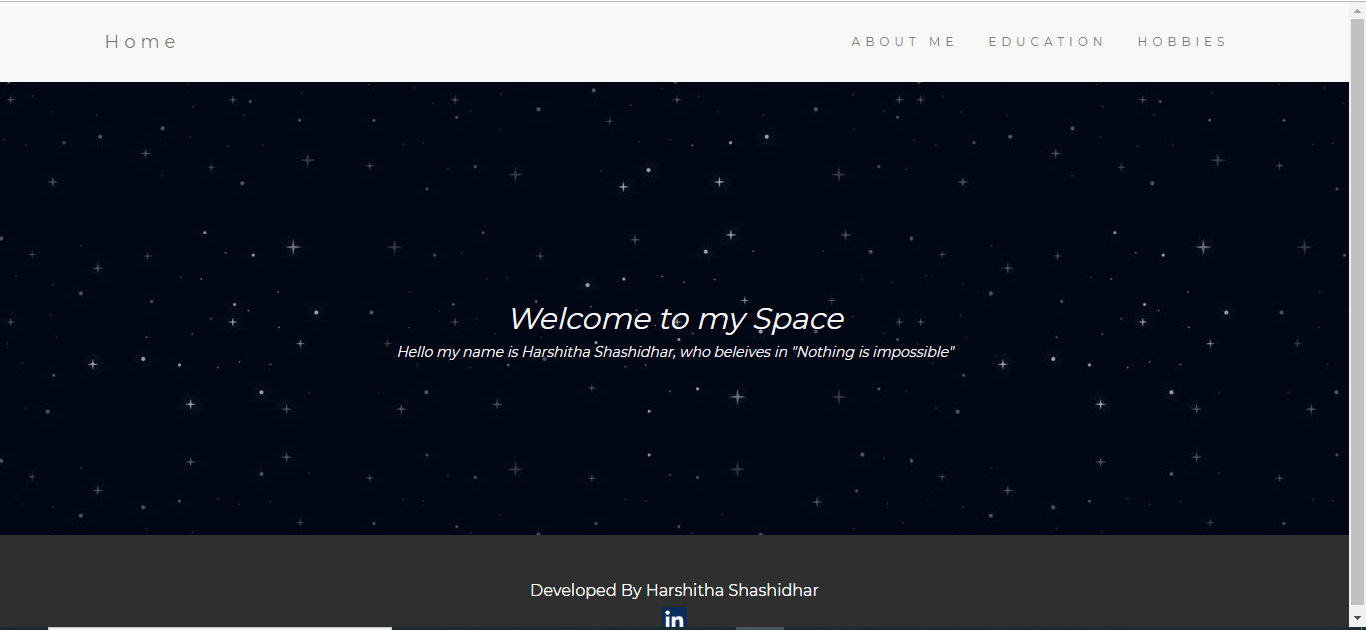 Home
ABOUT ME EDUCATION HOBBIES
Welcome to my Space
Hello my name is Harshitha Shashidhar, who beleives in "Nothing is impossible"
Developed By Harshitha Shashidhar
in